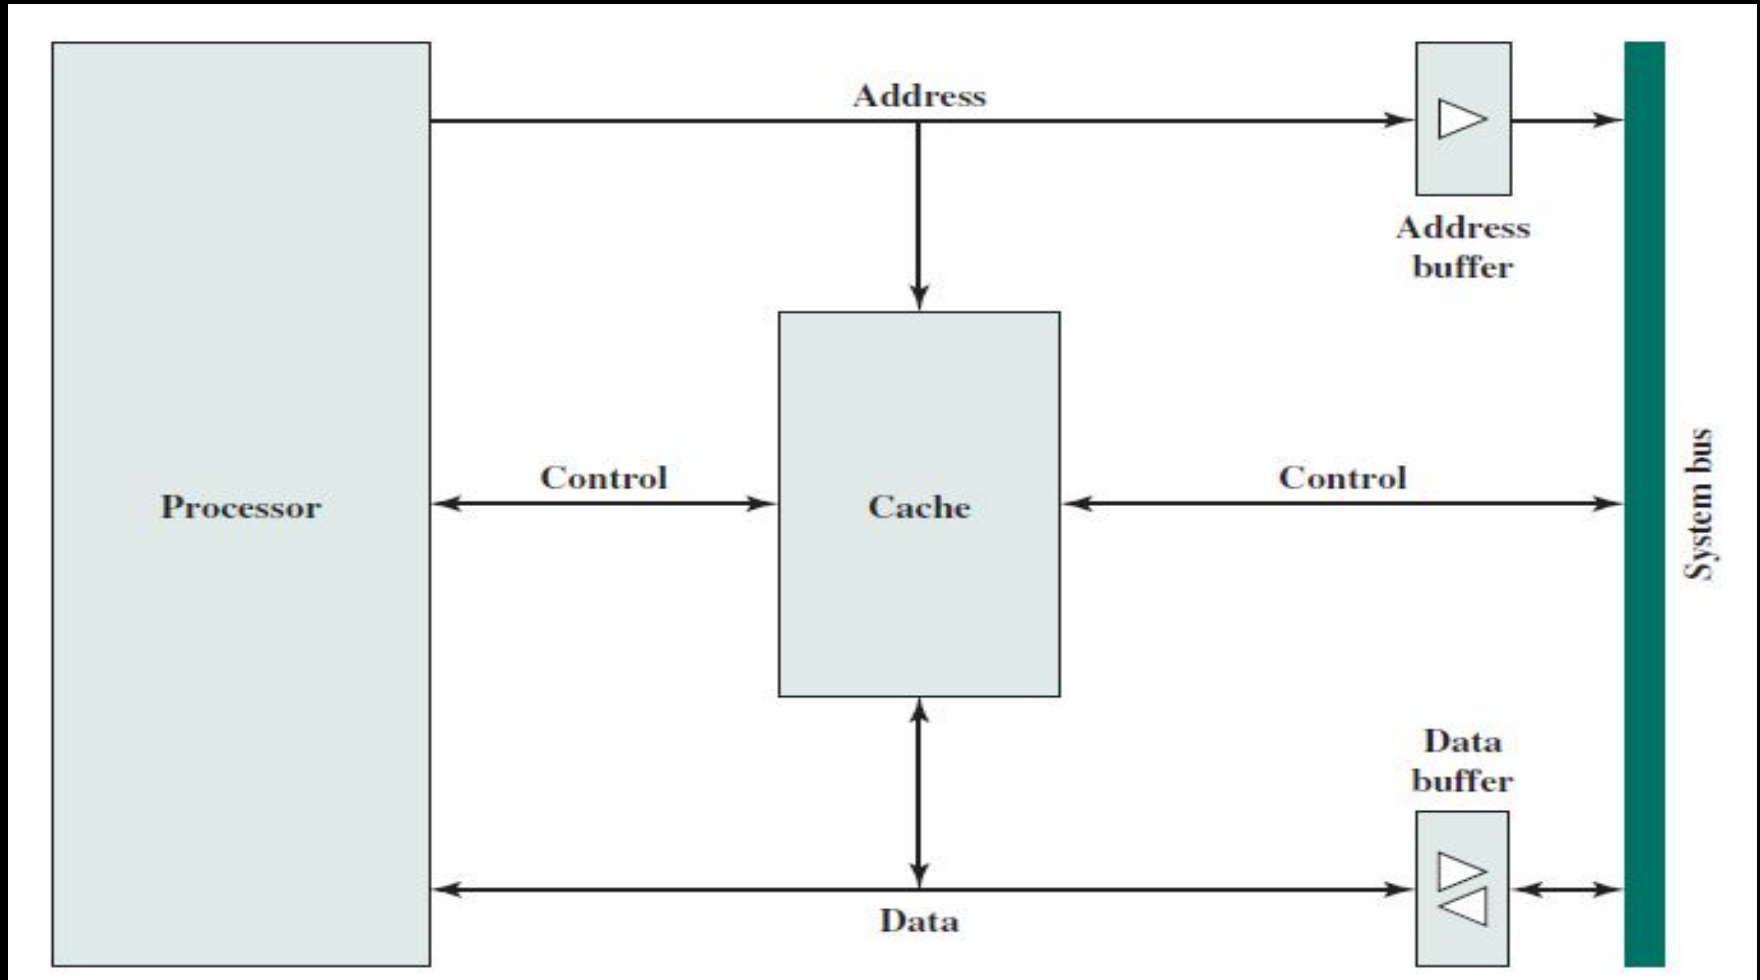 Address
Address
buffer
Processor
Control
Cache
Control
System bus
Data
buffer
Data